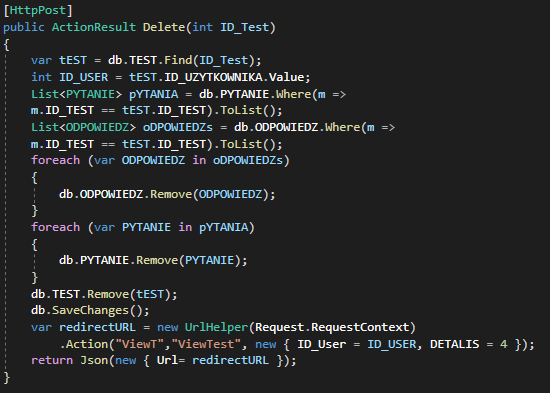 [HttpPost]
public ActionResult Delete(int ID_Test)
{
var tEST = db.TEST.Find(ID_Test);
int ID_USER = tEST.ID_UZYTKOWNIKA.Value;
List<PYTANIE> pYTANIA = db.PYTANIE.Where(m =>
m.ID_TEST == tEST.ID_TEST).ToList();
List<ODPOWIEDZ> oDPOWIEDZs = db.ODPOWIEDZ.Where(m =>
m.ID_TEST == tEST.ID_TEST).ToList();
foreach (var ODPOWIEDZ in oDPOWIEDZs)
{
db.ODPOWIEDZ.Remove(ODPOWIEDZ);
}
foreach (var PYTANIE in pYTANIA)
{
db.PYTANIE.Remove(PYTANIE);
}
db.TEST.Remove(tEST);
db.SaveChanges();
var redirectURL = new UrlHelper(Request.RequestContext)
.Action("ViewT","ViewTest", new { ID_User = ID_USER, DETALIS = 4 });
return Json(new { Url= redirectURL });
}